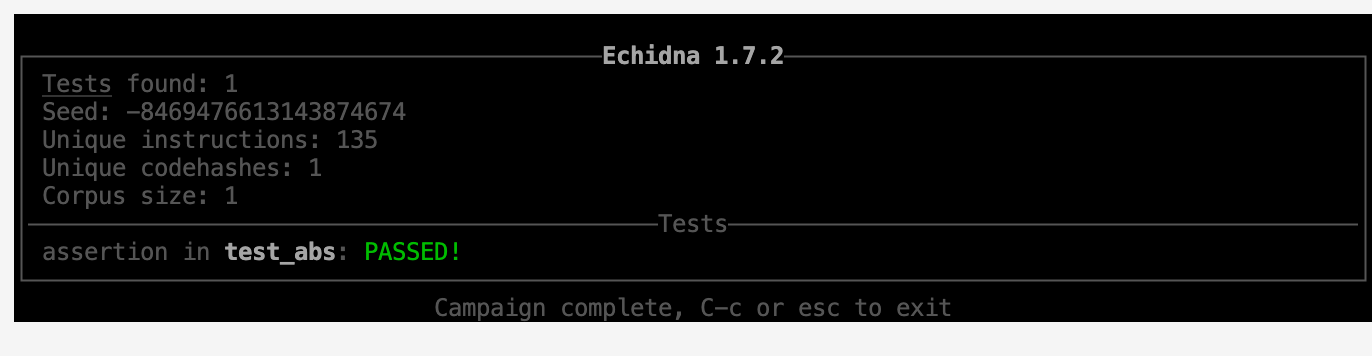 Echidna 1.7.2
Tests found: 1
Seed: -8469476613143874674
Unique instructions: 135
Unique codehashes: 1
Corpus size: 1
Tests
assertion in test_abs: PASSED!
Campaign complete, C-c or esc to exit